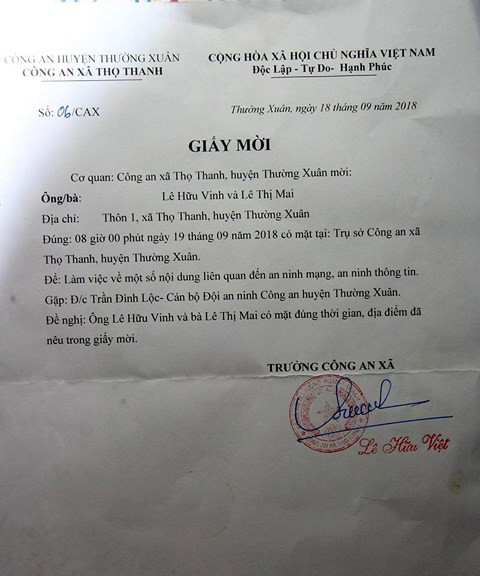 CÔNG AN HUYỆN THƯỜNG XUÂN
CÔNG AN XÃ THỌ THANH
CỘNG HÒA XÃ HỘI CHỦ NGHĨA VIỆT NAM
Độc Lập - Tự Do- Hạnh Phúc
Số: 06/CAX
Thường Xuân, ngày 18 tháng 09 năm 2018
GIẤY MỜI
Cơ quan: Công an xã Thọ Thanh, huyện Thường Xuân mời:
Ông/bà: Lê Hữu Vinh và Lê Thị Mai
Địa chỉ: Thôn 1, xã Thọ Thanh, huyện Thường Xuân
Đúng: 08 giờ 00 phút ngày 19 tháng 09 năm 2018 có mặt tại: Trụ sở Công an xã
Thọ Thanh, huyện Thường Xuân.
Để: Làm việc về một số nội dung liên quan đến an ninh mạng, an ninh thông tin.
Gặp: Đ/c Trần Đình Lộc- Cán bộ Đội an ninh Công an huyện Thường Xuân.
Đề nghị: Ông Lê Hữu Vinh và bà Lê Thị Mai có mặt đúng thời gian, địa điểm đã
nêu trong giấy mời.
TRƯỞNG CÔNG AN XÃ
Lê Hữu Việt